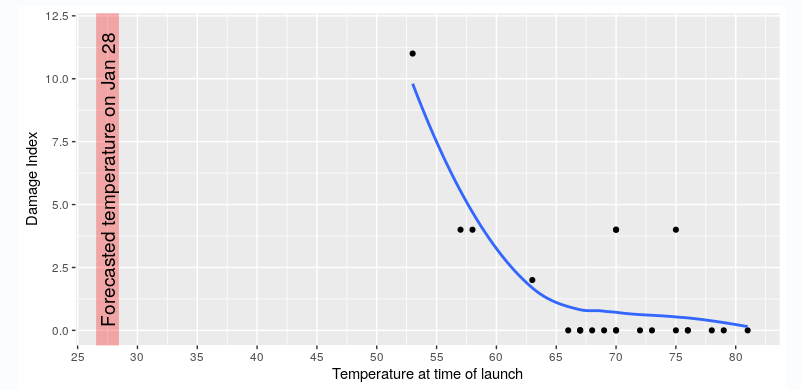 12.5
10.0
7.5
5.0
2.5
0.0
Damage Index
Forecasted temperature on Jan 28
25 30 35 40 45 50 55 60 65 70 75 80
Temperature at time of launch